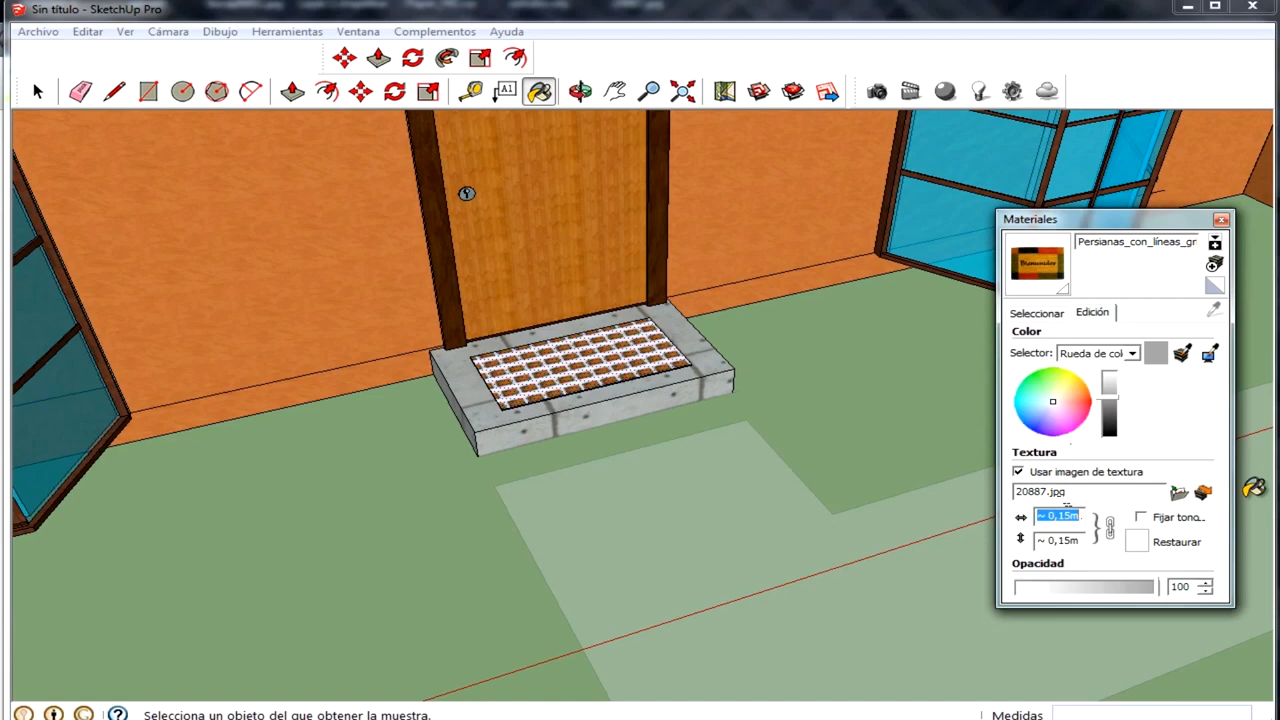 Sin título - SketchUp Pro
Archivo Editar Ver Cámara Dibujo Herramientas Ventana Complementos Ayuda
A1
Materiales
Persianas_con_líneas_gr
Bienvenidos
Seleccionar Edición
Color
Selector: Rueda de col
Textura
Usar imagen de textura
20887.jpg
~ 0,15m Fijar tono..
~ 0,15m Restaurar
Opacidad
100
Selecciona un objeto del que obtener la muestra. Medidas